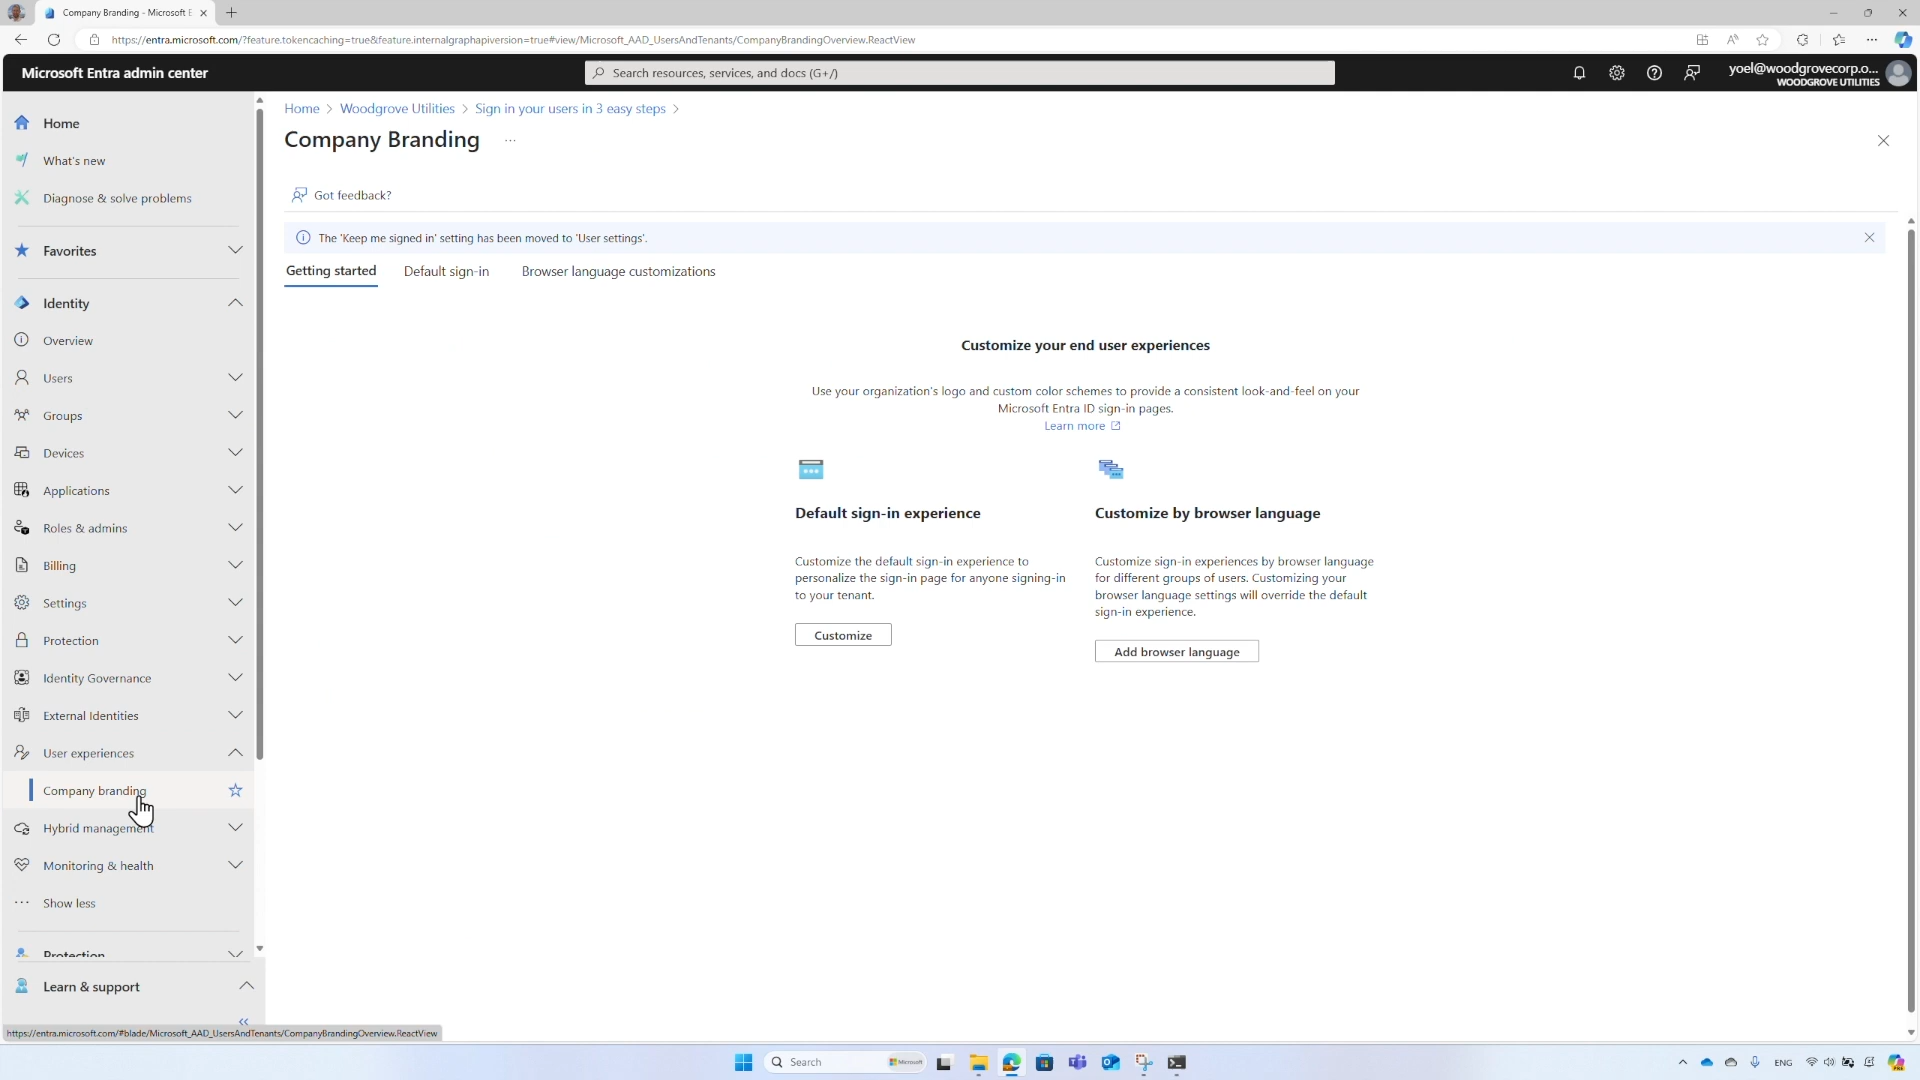 Company Branding - Microsoft E
https://entra.microsoft.com/?feature.tokencaching=true&feature.internalgraphapiversion=true#view/Microsoft_AAD_UsersAndTenants/CompanyBrandingOverview.ReactView
Microsoft Entra admin center
Search resources, services, and docs (G+/)
yoel@woodgrovecorp.o...
WOODGROVE UTILITIES
Home
What's new
Diagnose & solve problems
Favorites
Identity
Overview
Users
Groups
Devices
Applications
Roles & admins
Billing
Settings
Protection
Identity Governance
External Identities
User experiences
Company branding
Hybrid management
Monitoring & health
Show less
Protection
Learn & support
https://entra.microsoft.com/#blade/Microsoft_AAD_UsersAndTenants/CompanyBrandingOverview.ReactView
Home > Woodgrove Utilities > Sign in your users in 3 easy steps >
Company Branding ...
Got feedback?
The 'Keep me signed in' setting has been moved to 'User settings'.
Getting started Default sign-in Browser language customizations
Customize your end user experiences
Use your organization's logo and custom color schemes to provide a consistent look-and-feel on your
Microsoft Entra ID sign-in pages.
Learn more
Default sign-in experience
Customize the default sign-in experience to
personalize the sign-in page for anyone signing-in
to your tenant.
Customize
Customize by browser language
Customize sign-in experiences by browser language
for different groups of users. Customizing your
browser language settings will override the default
sign-in experience.
Add browser language
Search
Microsoft
ENG